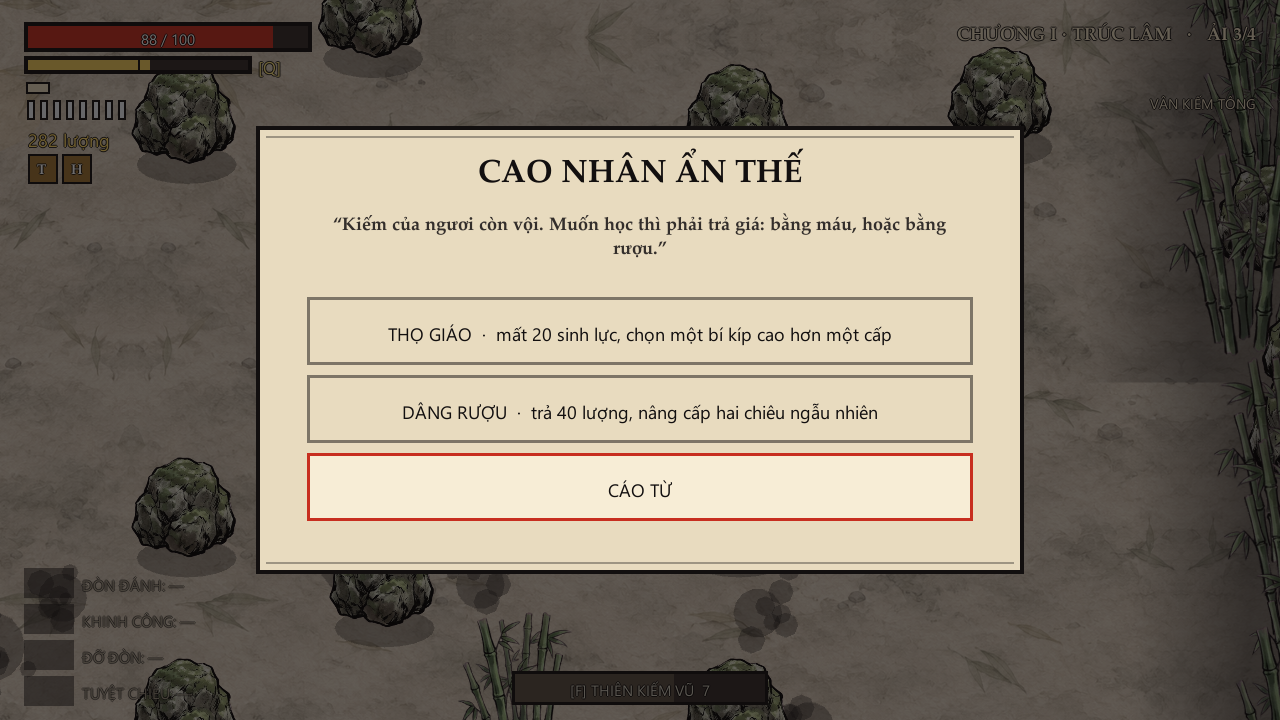 88 / 100
[Q]
282 lượng
T H
CHƯƠNG I · TRÚC LÂM · ẢI 3/4
VÂN KIẾM TÔNG
CAO NHÂN ẨN THẾ
“Kiếm của ngươi còn vội. Muốn học thì phải trả giá: bằng máu, hoặc bằng
rượu.”
THỌ GIÁO · mất 20 sinh lực, chọn một bí kíp cao hơn một cấp
DÂNG RƯỢU · trả 40 lượng, nâng cấp hai chiêu ngẫu nhiên
CÁO TỪ
ĐÒN ĐÁNH: —
KHINH CÔNG: —
ĐỠ ĐÒN: —
TUYỆT CHIÊU: —
[F] THIÊN KIẾM VŨ 7